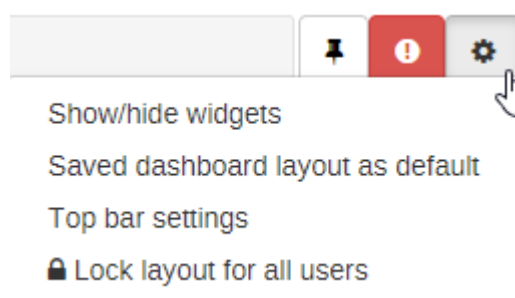 Show/hide widgets
Saved dashboard layout as default
Top bar settings
Lock layout for all users